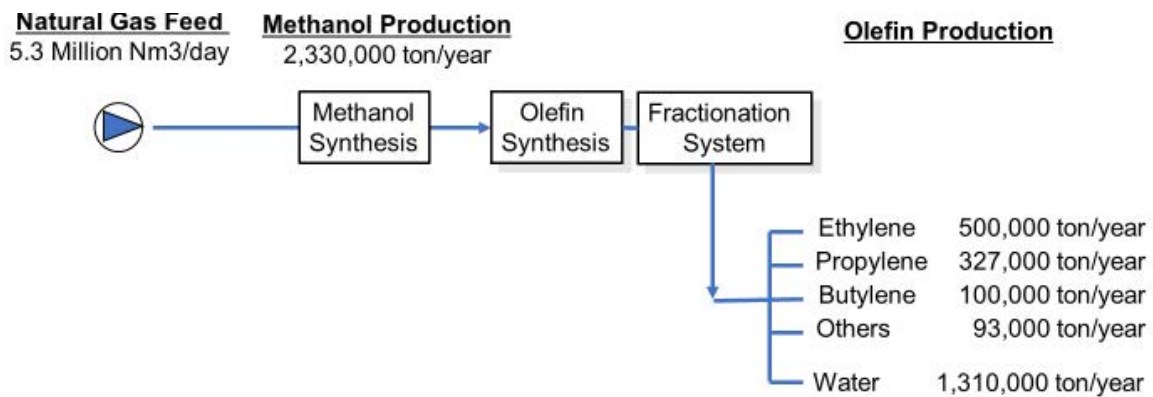 Natural Gas Feed
5.3 Million Nm3/day
Methanol Production
2,330,000 ton/year
Olefin Production
Methanol
Synthesis
Olefin
Synthesis
Fractionation
System
Ethylene 500,000 ton/year
Propylene 327,000 ton/year
Butylene 100,000 ton/year
Others 93,000 ton/year
Water 1,310,000 ton/year